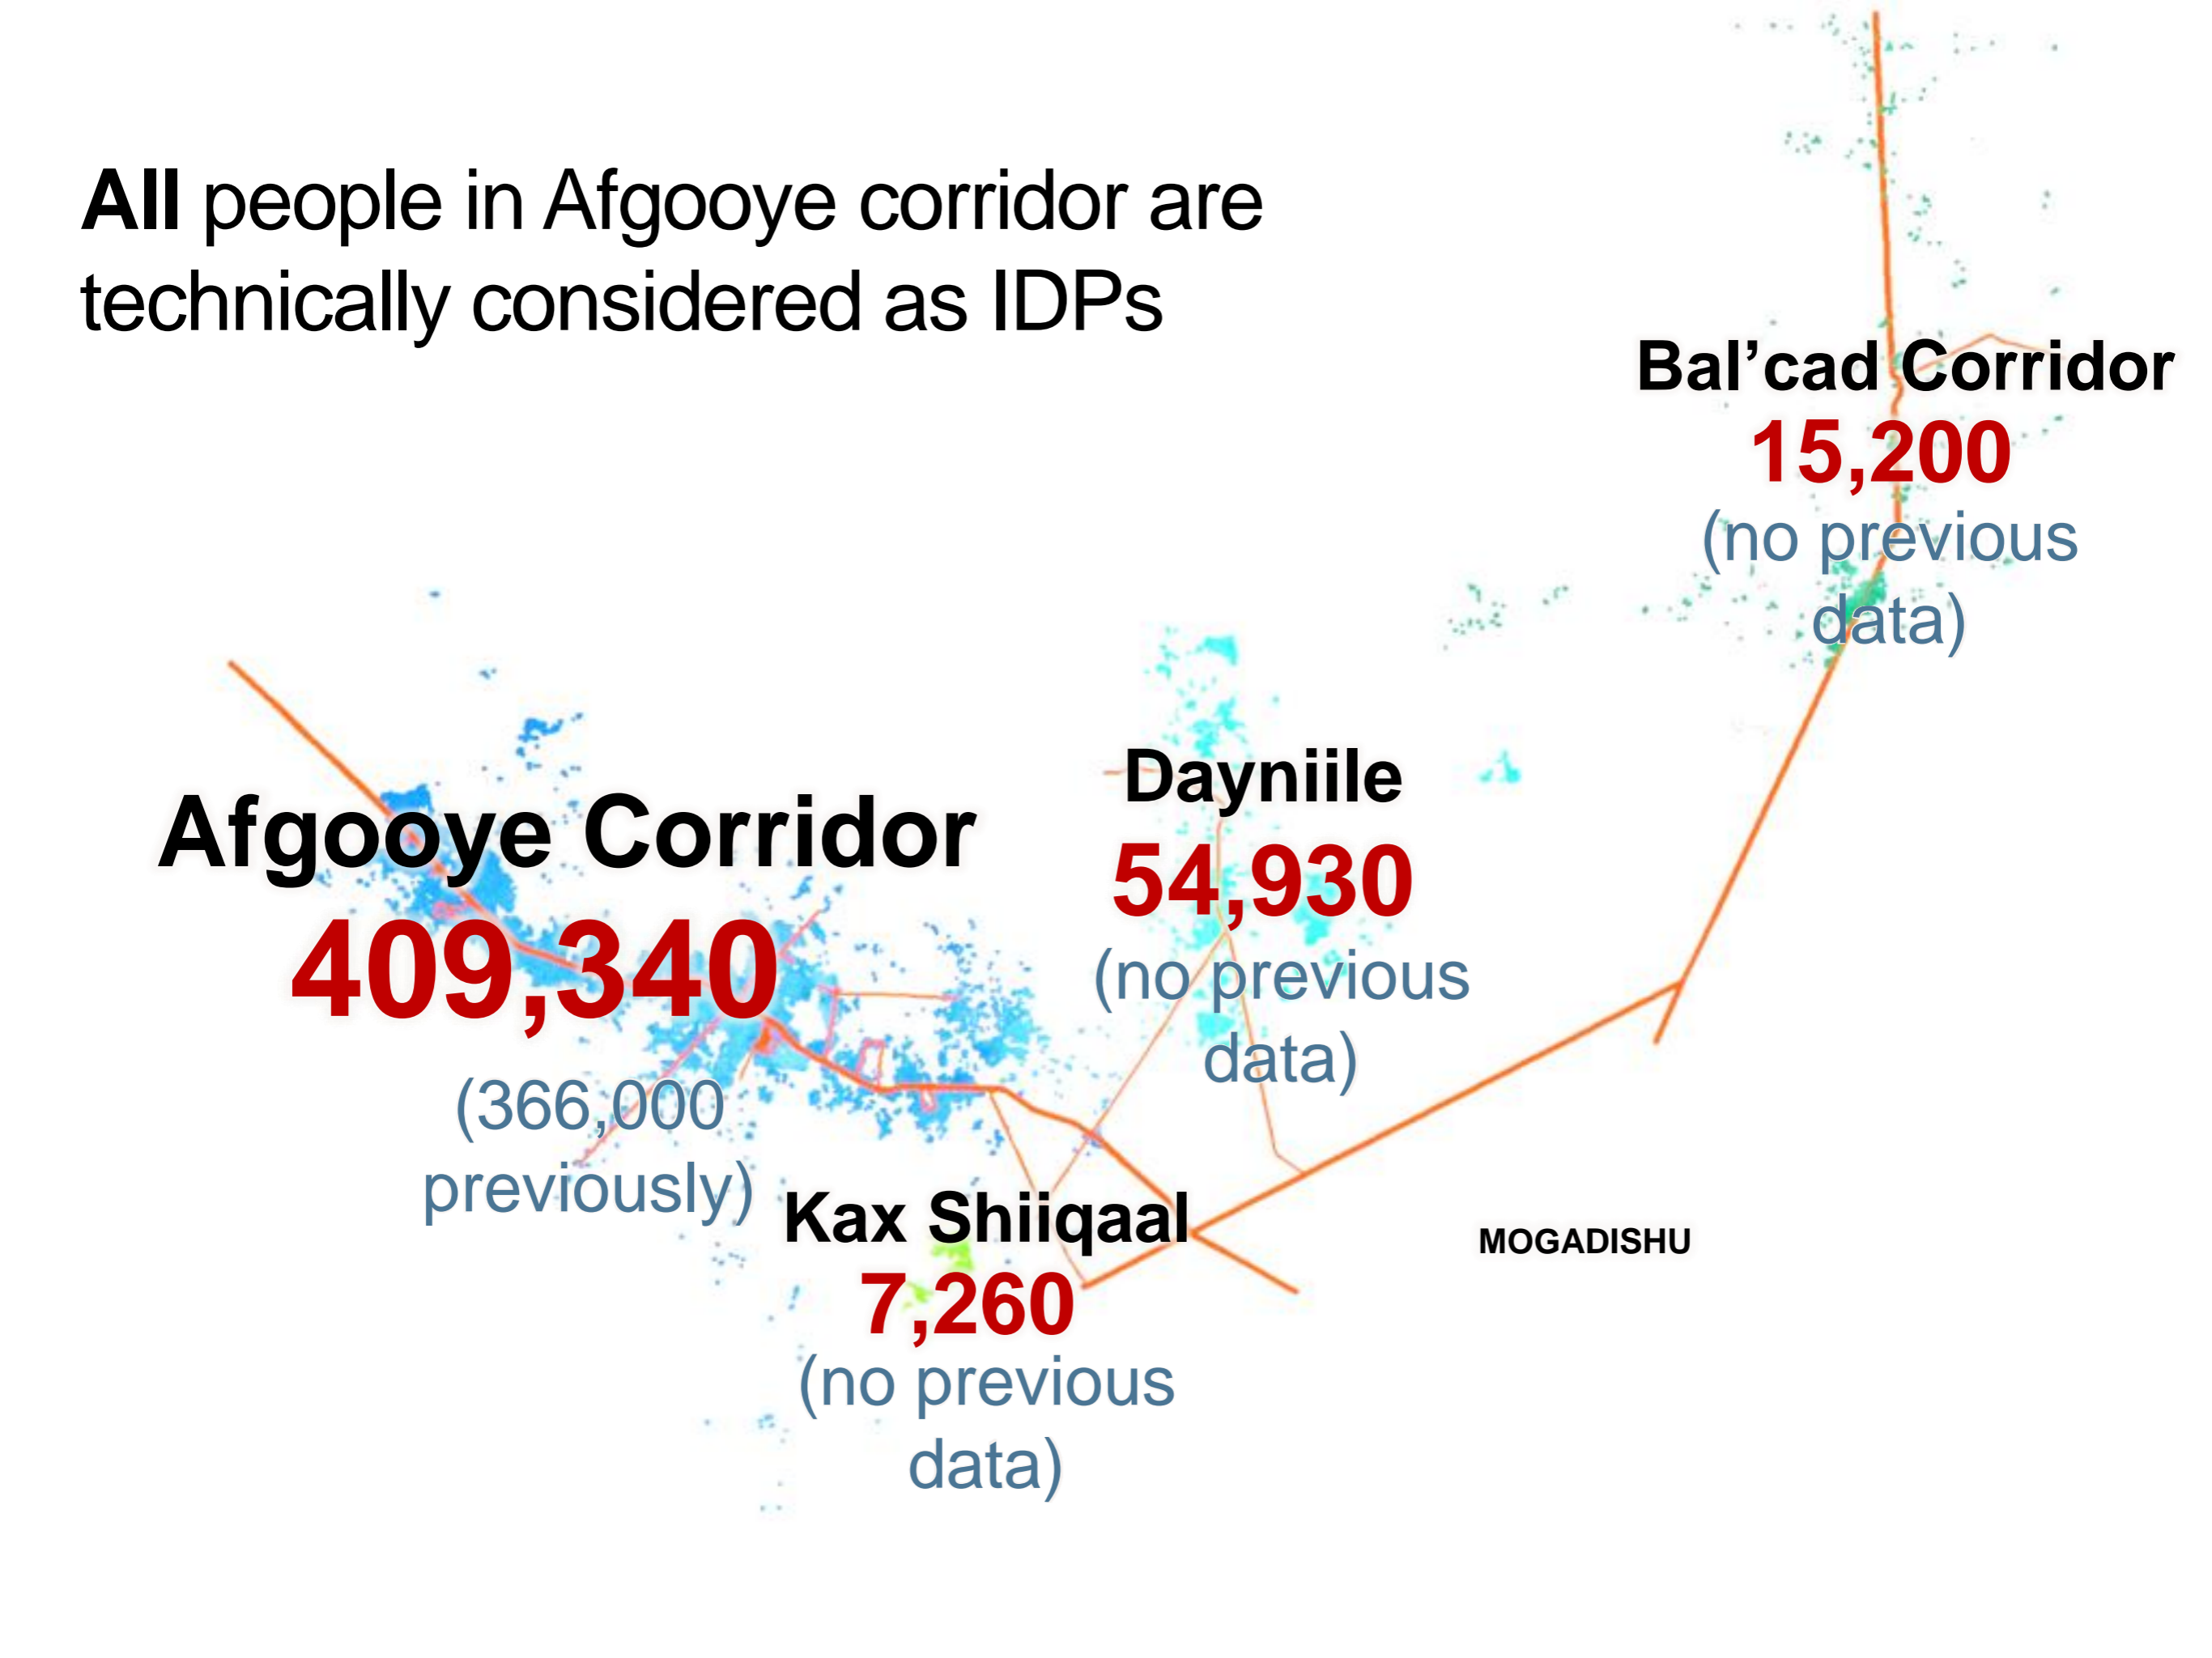 All people in Afgooye corridor are
technically considered as IDPs
Bal’cad Corridor
15,200
(no previous
data)
Dayniile
54,930
(no previous
data)
Afgooye Corridor
409,340
(366,000
previously)
Kax Shiiqaal
7,260
(no previous
data)
MOGADISHU